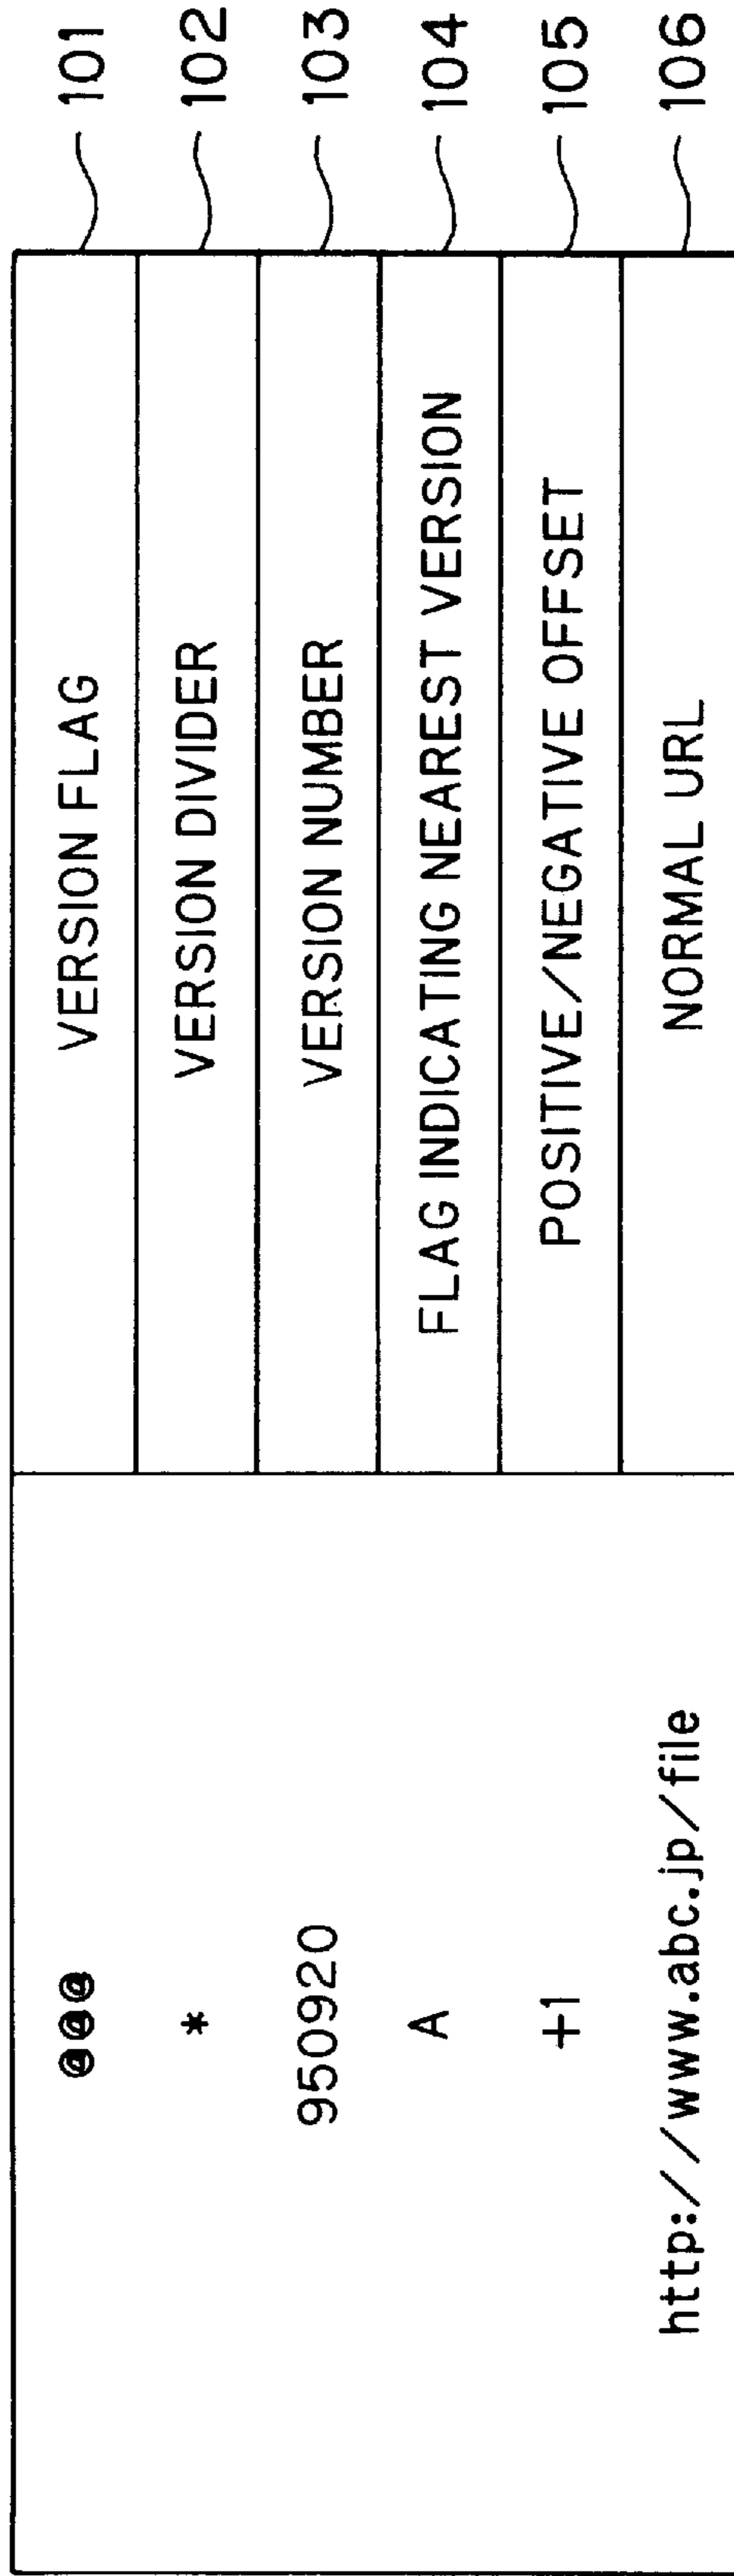 @@@ VERSION FLAG 101
* VERSION DIVIDER 102
950920 VERSION NUMBER 103
A FLAG INDICATING NEAREST VERSION 104
+1 POSITIVE/NEGATIVE OFFSET 105
http://www.abc.jp/file NORMAL URL 106